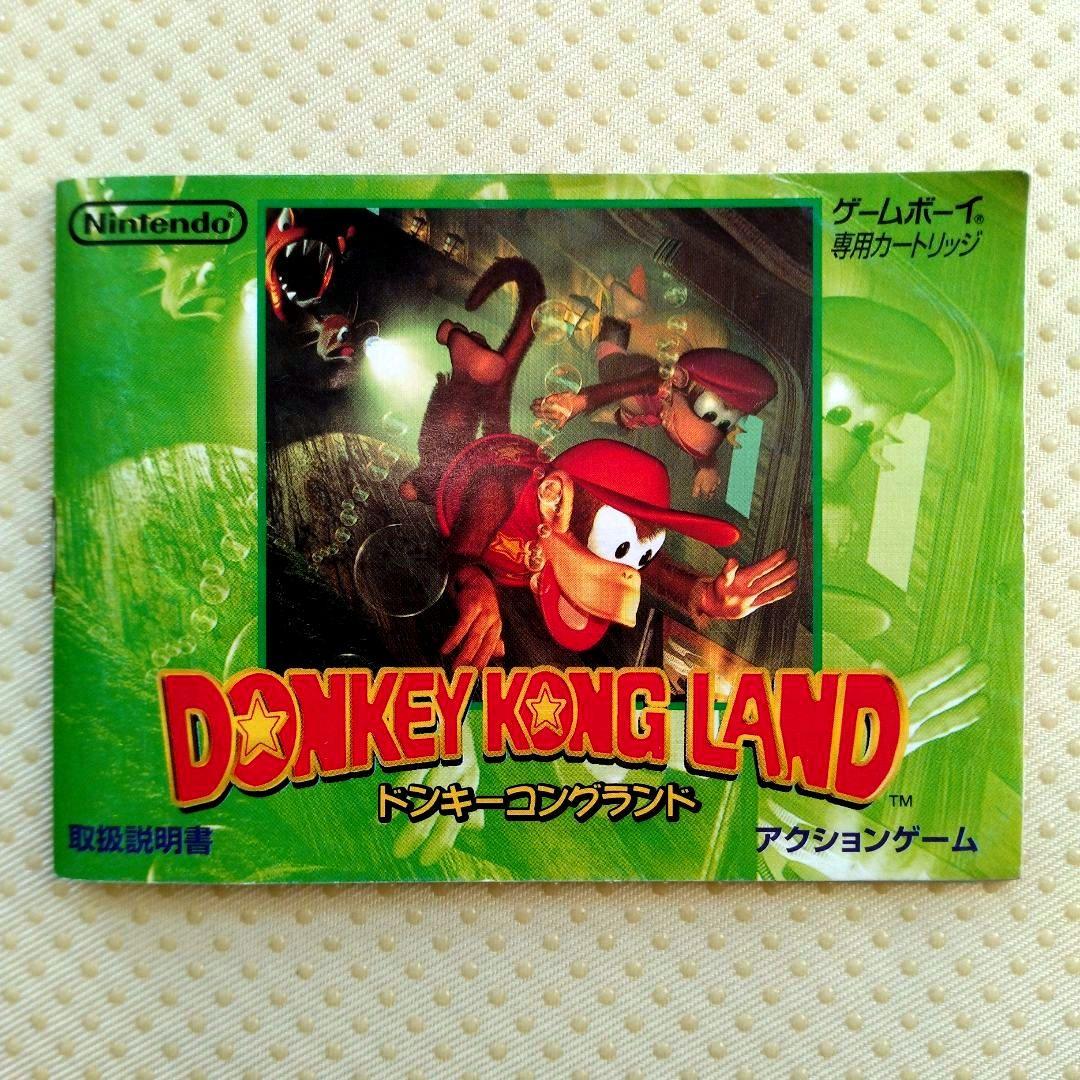 Nintendo®
ゲームボーイ®
専用カートリッジ
DONKEY KONG LAND™
ドンキーコングランド
取扱説明書
アクションゲーム